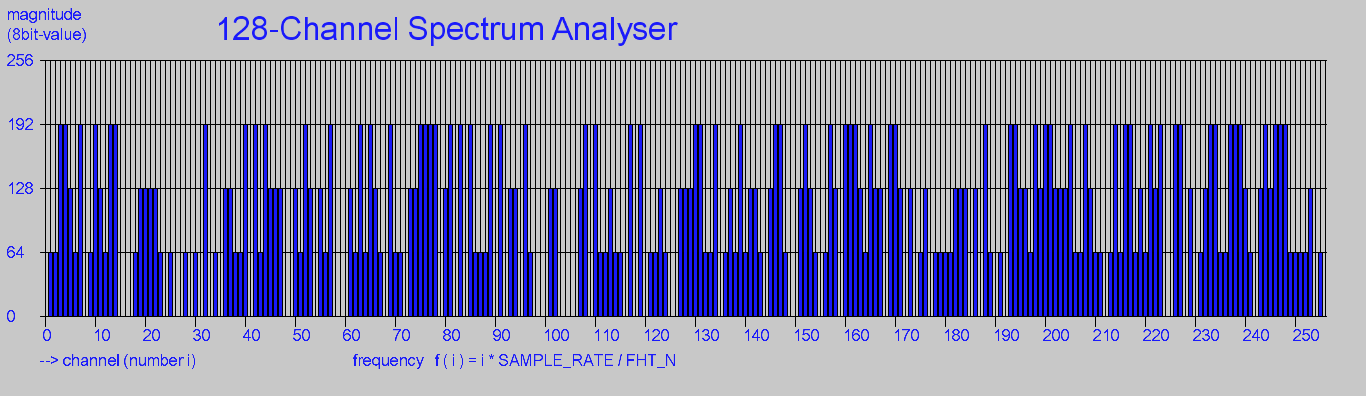 magnitude
(8bit-value)
128-Channel Spectrum Analyser
256
192
128
64
0
0 10 20 30 40 50 60 70 80 90 100 110 120 130 140 150 160 170 180 190 200 210 220 230 240 250
--> channel (number i) frequency f ( i ) = i * SAMPLE_RATE / FHT_N